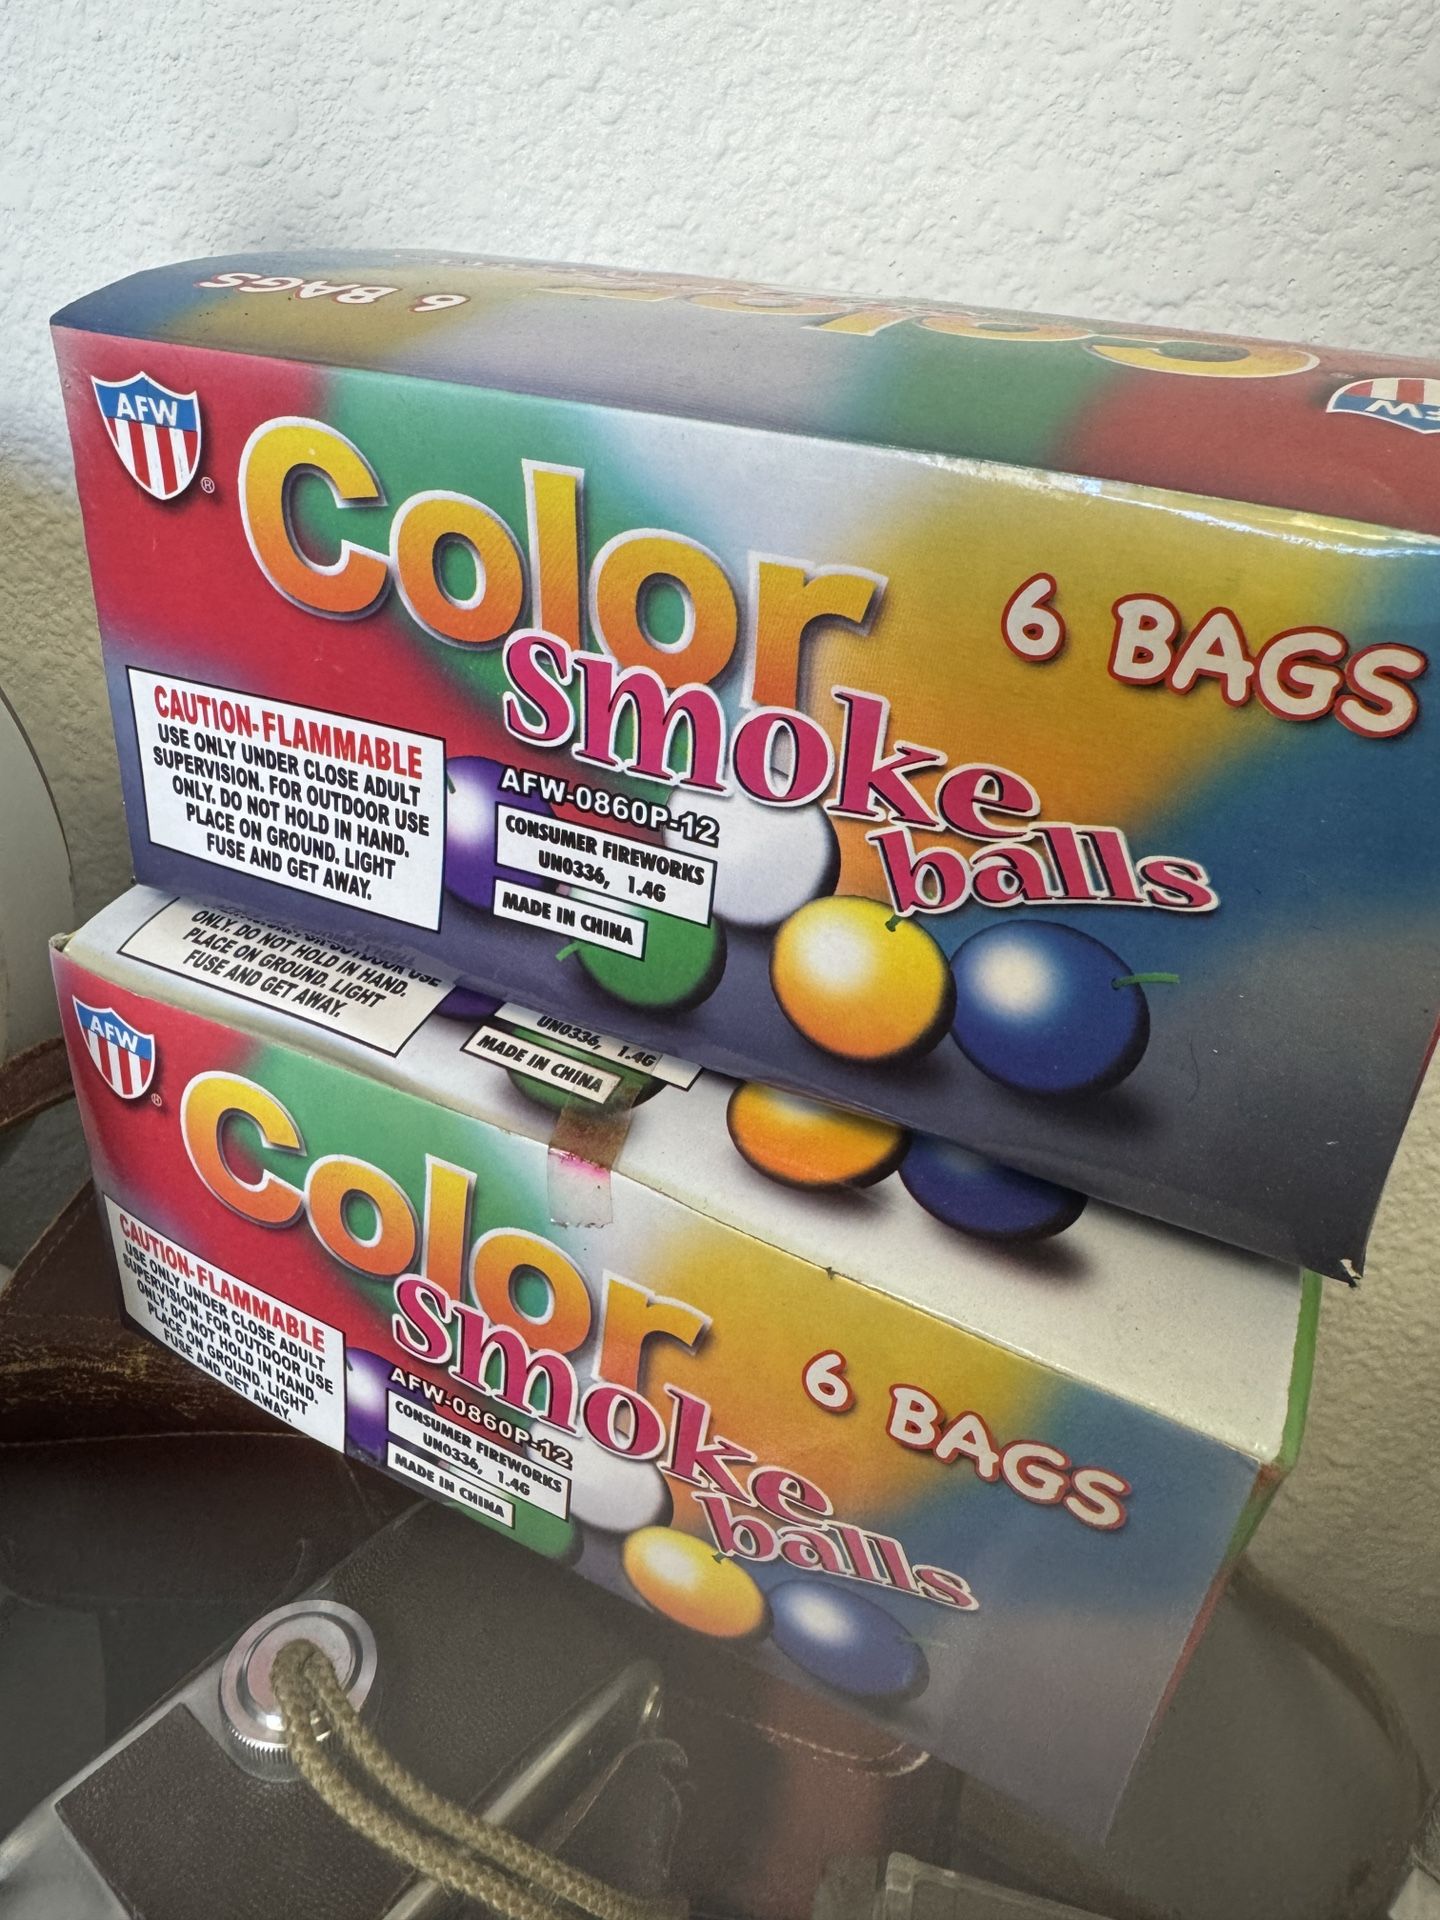 6 BAGS
Color
AFW
AFW
®
Color
smoke
balls
6 BAGS
CAUTION-FLAMMABLE
USE ONLY UNDER CLOSE ADULT
SUPERVISION. FOR OUTDOOR USE
ONLY. DO NOT HOLD IN HAND.
PLACE ON GROUND. LIGHT
FUSE AND GET AWAY.
AFW-0860P-12
CONSUMER FIREWORKS
UN0336, 1.4G
MADE IN CHINA
ONLY. DO NOT HOLD IN HAND.
PLACE ON GROUND. LIGHT
FUSE AND GET AWAY.
UN0336, 1.4G
MADE IN CHINA
AFW
®
Color
smoke
balls
6 BAGS
CAUTION-FLAMMABLE
USE ONLY UNDER CLOSE ADULT
SUPERVISION. FOR OUTDOOR USE
ONLY. DO NOT HOLD IN HAND.
PLACE ON GROUND. LIGHT
FUSE AND GET AWAY.
AFW-0860P-12
CONSUMER FIREWORKS
UN0336, 1.4G
MADE IN CHINA